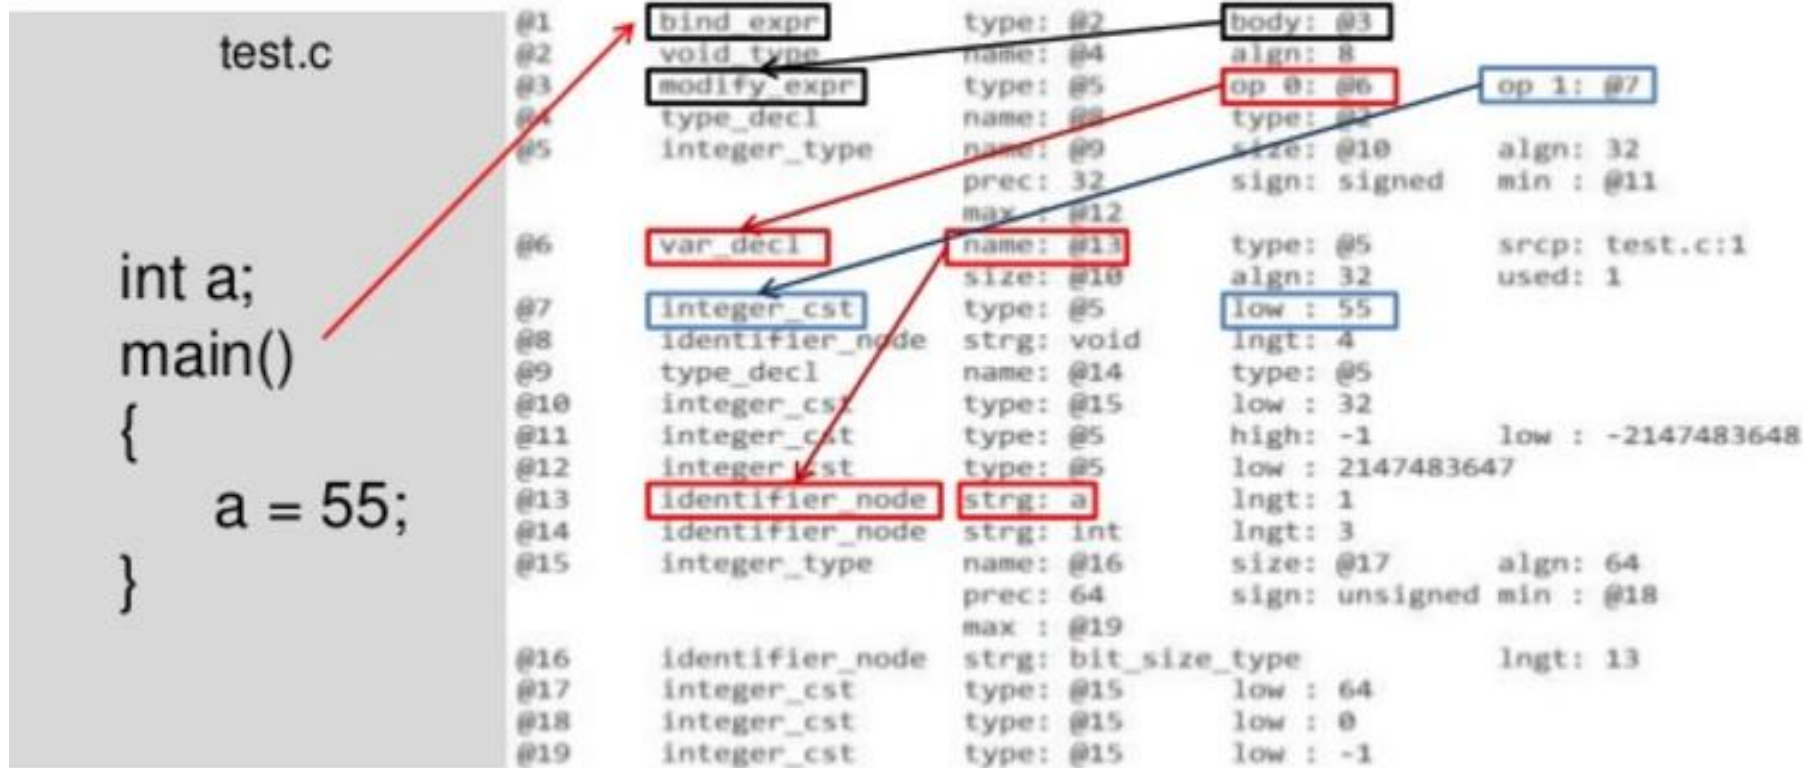 test.c
int a;
main()
{
a = 55;
}
@1 bind_expr type: @2 body: @3
@2 void_type name: @4 algn: 8
@3 modify_expr type: @5 op 0: @6 op 1: @7
@4 type_decl name: @8 type: @2
@5 integer_type name: @9 size: @10 algn: 32
prec: 32 sign: signed min : @11
max : @12
@6 var_decl name: @13 type: @5 srcp: test.c:1
size: @10 algn: 32 used: 1
@7 integer_cst type: @5 low : 55
@8 identifier_node strg: void lngt: 4
@9 type_decl name: @14 type: @5
@10 integer_cst type: @15 low : 32
@11 integer_cst type: @5 high: -1 low : -2147483648
@12 integer_cst type: @5 low : 2147483647
@13 identifier_node strg: a lngt: 1
@14 identifier_node strg: int lngt: 3
@15 integer_type name: @16 size: @17 algn: 64
prec: 64 sign: unsigned min : @18
max : @19
@16 identifier_node strg: bit_size_type lngt: 13
@17 integer_cst type: @15 low : 64
@18 integer_cst type: @15 low : 0
@19 integer_cst type: @15 low : -1